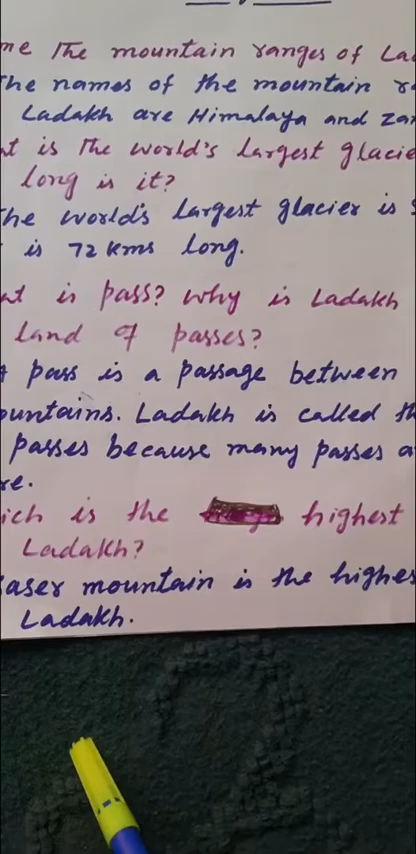 me The mountain ranges of La
The names of the mountain r
Ladakh are Himalaya and Zan
at is The world's largest glacie
long is it?
The world's largest glacier is S
is 72 kms long.
at is pass? Why is Ladakh
land of passes?
A pass is a passage between
ountains. Ladakh is called th
passes because many passes a
re.
ich is the highest
Ladakh?
aser mountain is the highes
Ladakh.